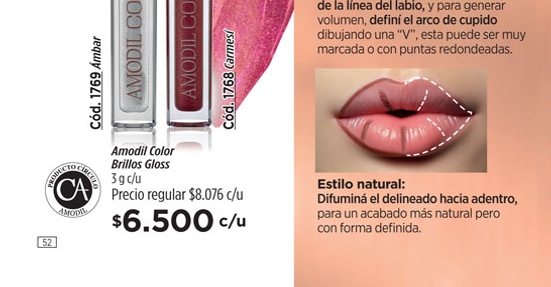 AMODIL CO
AMODIL COL
Cód. 1769 Ámbar
Cód. 1768 Carmesí
Amodil Color
Brillos Gloss
3 g c/u
Precio regular $8.076 c/u
$6.500 c/u
PRODUCTO CÍRCULO
CA
AMODIL
52
de la línea del labio, y para generar
volumen, definí el arco de cupido
dibujando una “V”, esta puede ser muy
marcada o con puntas redondeadas.
Estilo natural:
Difuminá el delineado hacia adentro,
para un acabado más natural pero
con forma definida.